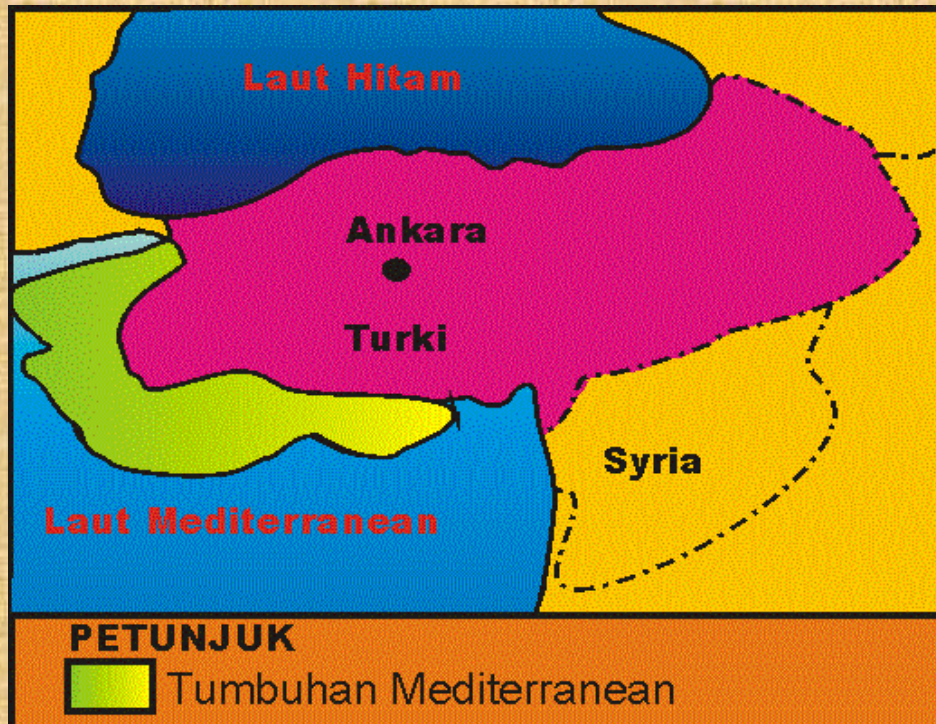 Laut Hitam
Ankara
Turki
Syria
Laut Mediterranean
PETUNJUK
Tumbuhan Mediterranean